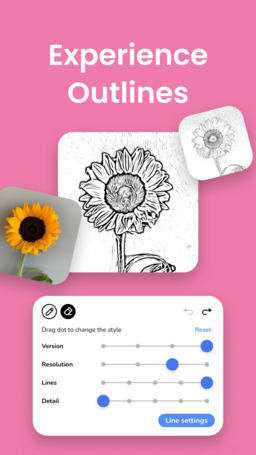 Experience
Outlines
Drag dot to change the style
Reset
Version
Resolution
Lines
Detail
Line settings